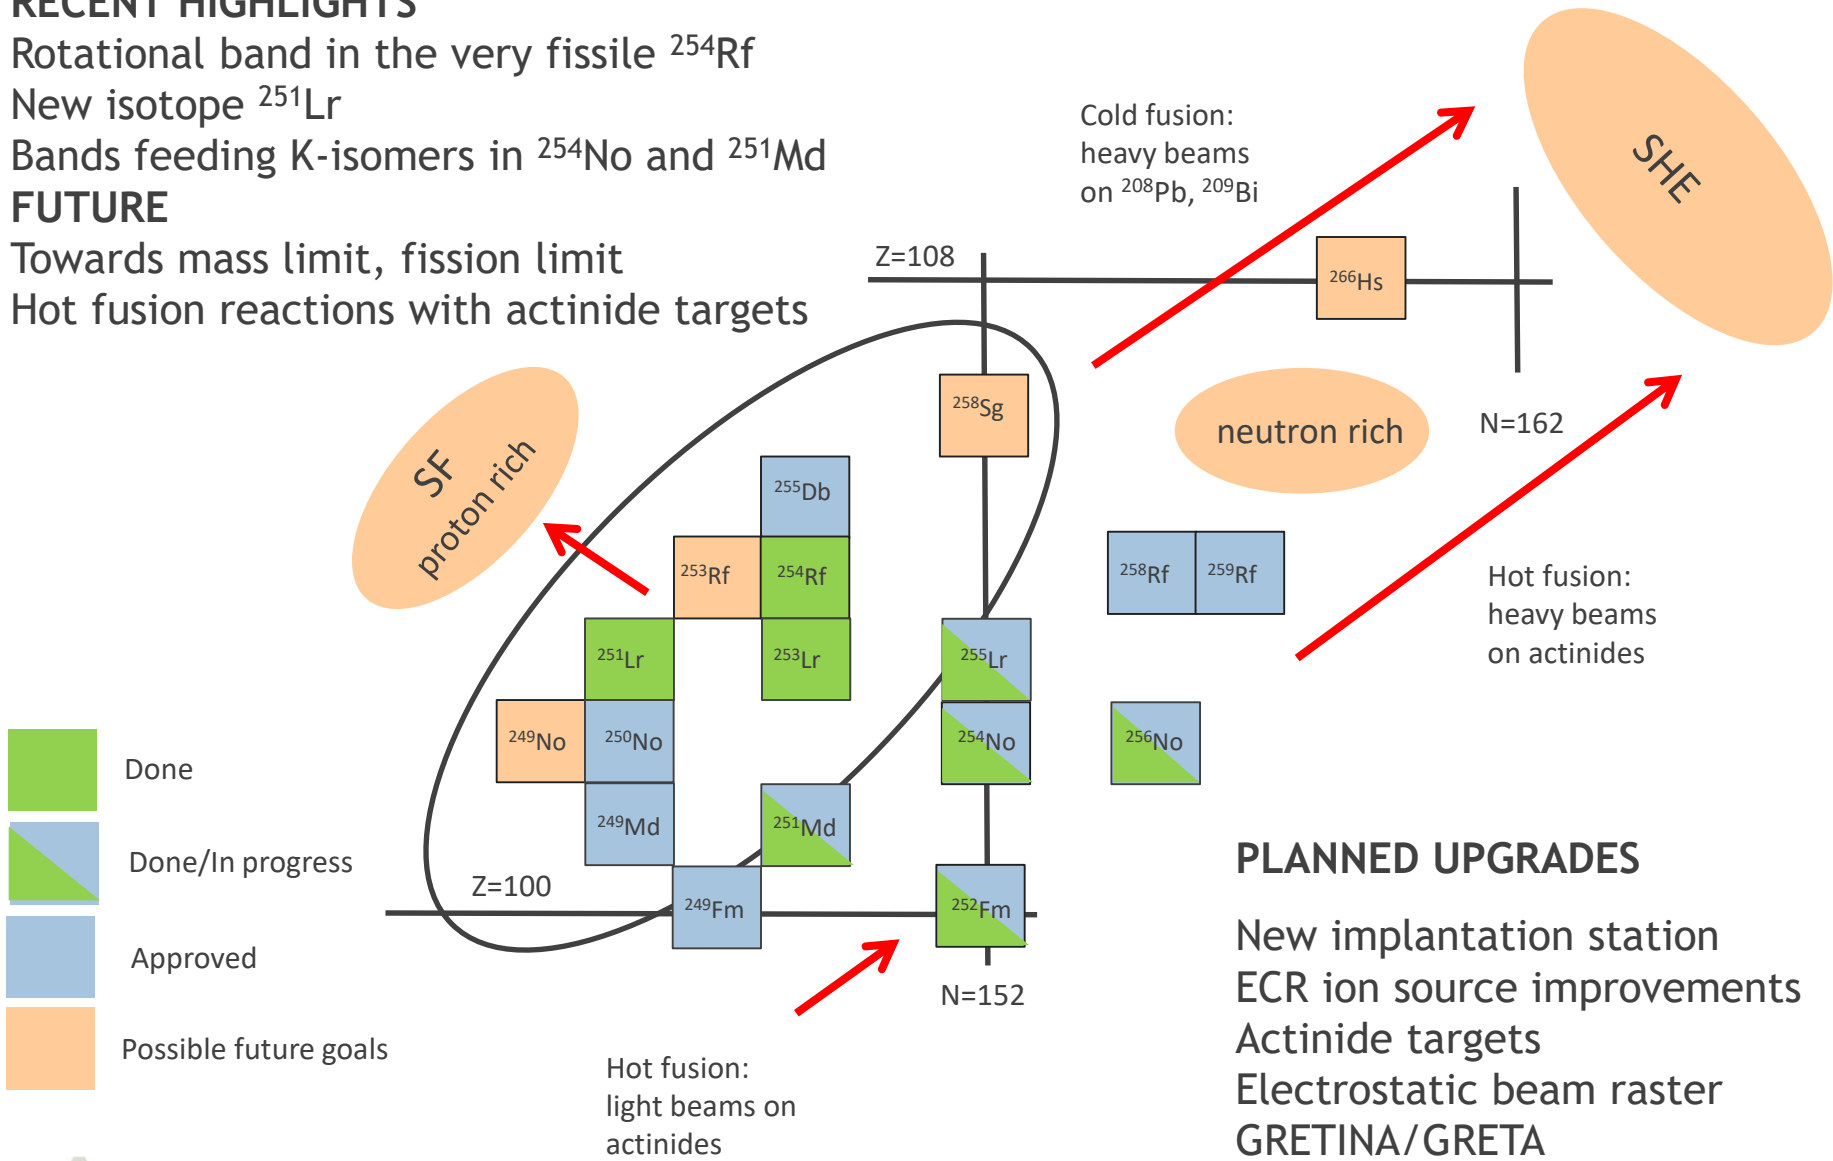 RECENT HIGHLIGHTS
Rotational band in the very fissile ²⁵⁴Rf
New isotope ²⁵¹Lr
Bands feeding K-isomers in ²⁵⁴No and ²⁵¹Md
FUTURE
Towards mass limit, fission limit
Hot fusion reactions with actinide targets
Cold fusion:
heavy beams
on ²⁰⁸Pb, ²⁰⁹Bi
SHE
Z=108
²⁶⁶Hs
²⁵⁸Sg
neutron rich
N=162
SF
proton rich
²⁵⁵Db
²⁵³Rf
²⁵⁴Rf
²⁵⁸Rf
²⁵⁹Rf
Hot fusion:
heavy beams
on actinides
²⁵¹Lr
²⁵³Lr
²⁵⁵Lr
²⁴⁹No
²⁵⁰No
²⁵⁴No
²⁵⁶No
²⁴⁹Md
²⁵¹Md
Z=100
²⁴⁹Fm
²⁵²Fm
N=152
Done
Done/In progress
Approved
Possible future goals
Hot fusion:
light beams on
actinides
PLANNED UPGRADES
New implantation station
ECR ion source improvements
Actinide targets
Electrostatic beam raster
GRETINA/GRETA